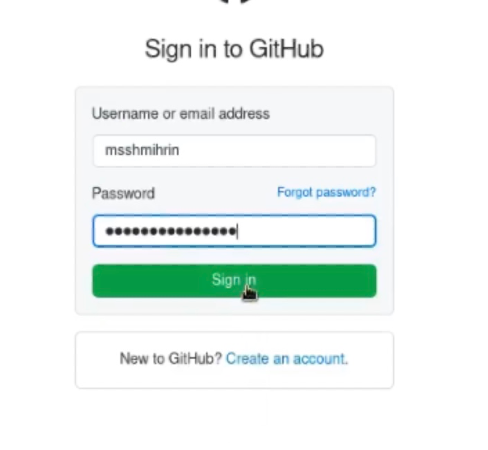 Sign in to GitHub
Username or email address
msshmihrin
Password Forgot password?
●●●●●●●●●●●●●●●
Sign in
New to GitHub? Create an account.